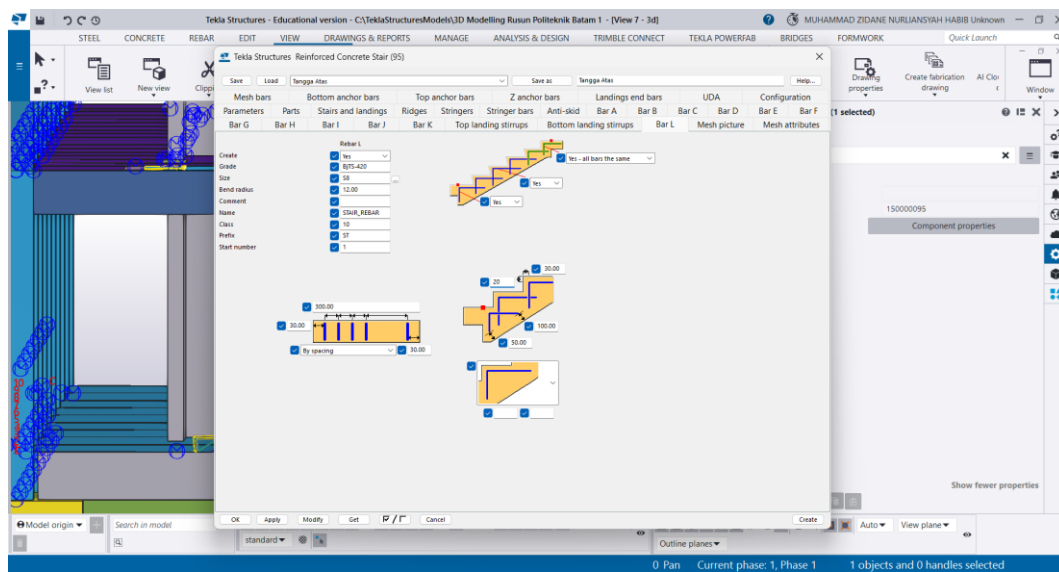 Tekla Structures - Educational version - C:\TeklaStructuresModels\3D Modelling Rusun Politeknik Batam 1 - [View 7 - 3d]
MUHAMMAD ZIDANE NURLIANSYAH HABIB Unknown
STEEL CONCRETE REBAR EDIT VIEW DRAWINGS & REPORTS MANAGE ANALYSIS & DESIGN TRIMBLE CONNECT TEKLA POWERFAB BRIDGES FORMWORK Quick Launch
View list New view Clippi
Drawing properties Create fabrication drawing AI Clou Window
Tekla Structures Reinforced Concrete Stair (95)
Save Load Tangga Atas Save as Tangga Atas Help...
Mesh bars Bottom anchor bars Top anchor bars Z anchor bars Landings end bars UDA Configuration
Parameters Parts Stairs and landings Ridges Stringers Stringer bars Anti-skid Bar A Bar B Bar C Bar D Bar E Bar F
Bar G Bar H Bar I Bar J Bar K Top landing stirrups Bottom landing stirrups Bar L Mesh picture Mesh attributes
Rebar L
Create Yes
Grade BjTS-420
Size S8 ...
Bend radius 12.00
Comment
Name STAIR_REBAR
Class 10
Prefix ST
Start number 1
Yes - all bars the same
Yes
Yes
300.00
30.00
By spacing 30.00
30.00
20
100.00
50.00
(1 selected)
150000095
Component properties
Show fewer properties
OK Apply Modify Get Cancel Create
Model origin Search in model
standard
Auto View plane
Outline planes
0 Pan Current phase: 1, Phase 1 1 objects and 0 handles selected